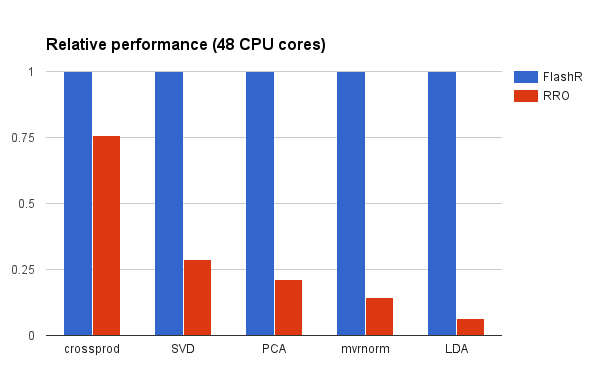 Relative performance (48 CPU cores)
FlashR
RRO
1
0.75
0.5
0.25
0
crossprod SVD PCA mvrnorm LDA